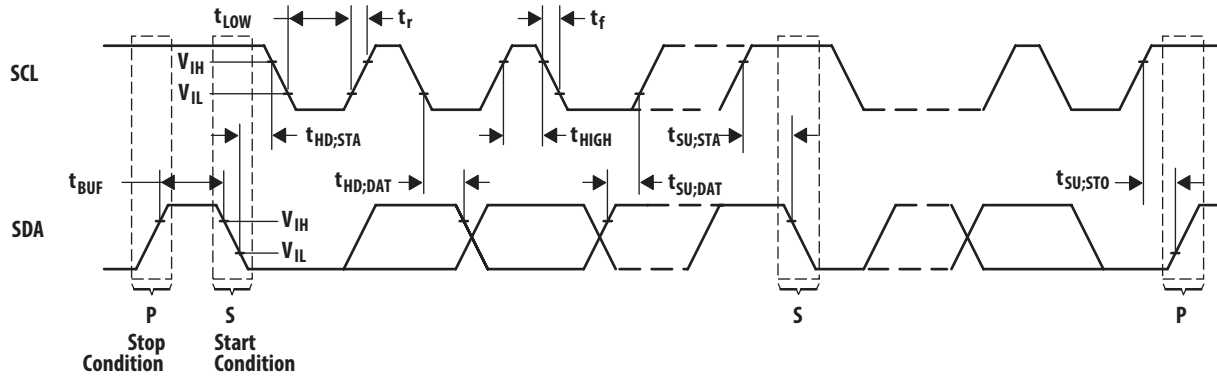 tLOW
tr
tf
SCL
VIH
VIL
tHD;STA
tHIGH
tSU;STA
tBUF
tHD;DAT
tSU;DAT
tSU;STO
SDA
VIH
VIL
P
S
S
P
Stop
Condition
Start
Condition